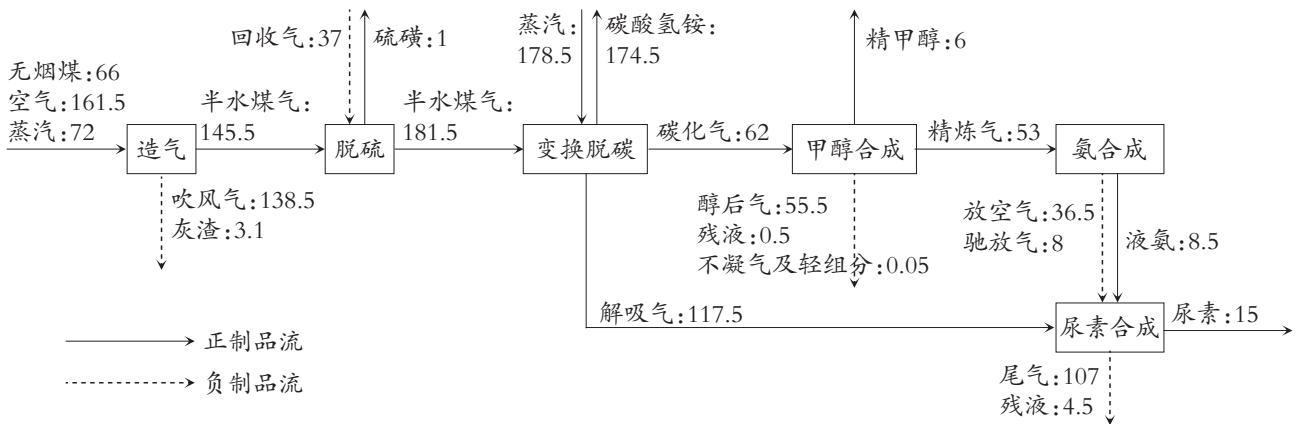 回收气:37
硫磺:1
蒸汽:
178.5
碳酸氢铵:
174.5
精甲醇:6
无烟煤:66
空气:161.5
蒸汽:72
半水煤气:
145.5
半水煤气:
181.5
碳化气:62
精炼气:53
造气
脱硫
变换脱碳
甲醇合成
氨合成
吹风气:138.5
灰渣:3.1
醇后气:55.5
残液:0.5
不凝气及轻组分:0.05
放空气:36.5
驰放气:8
液氨:8.5
解吸气:117.5
尿素合成
尿素:15
正制品流
负制品流
尾气:107
残液:4.5